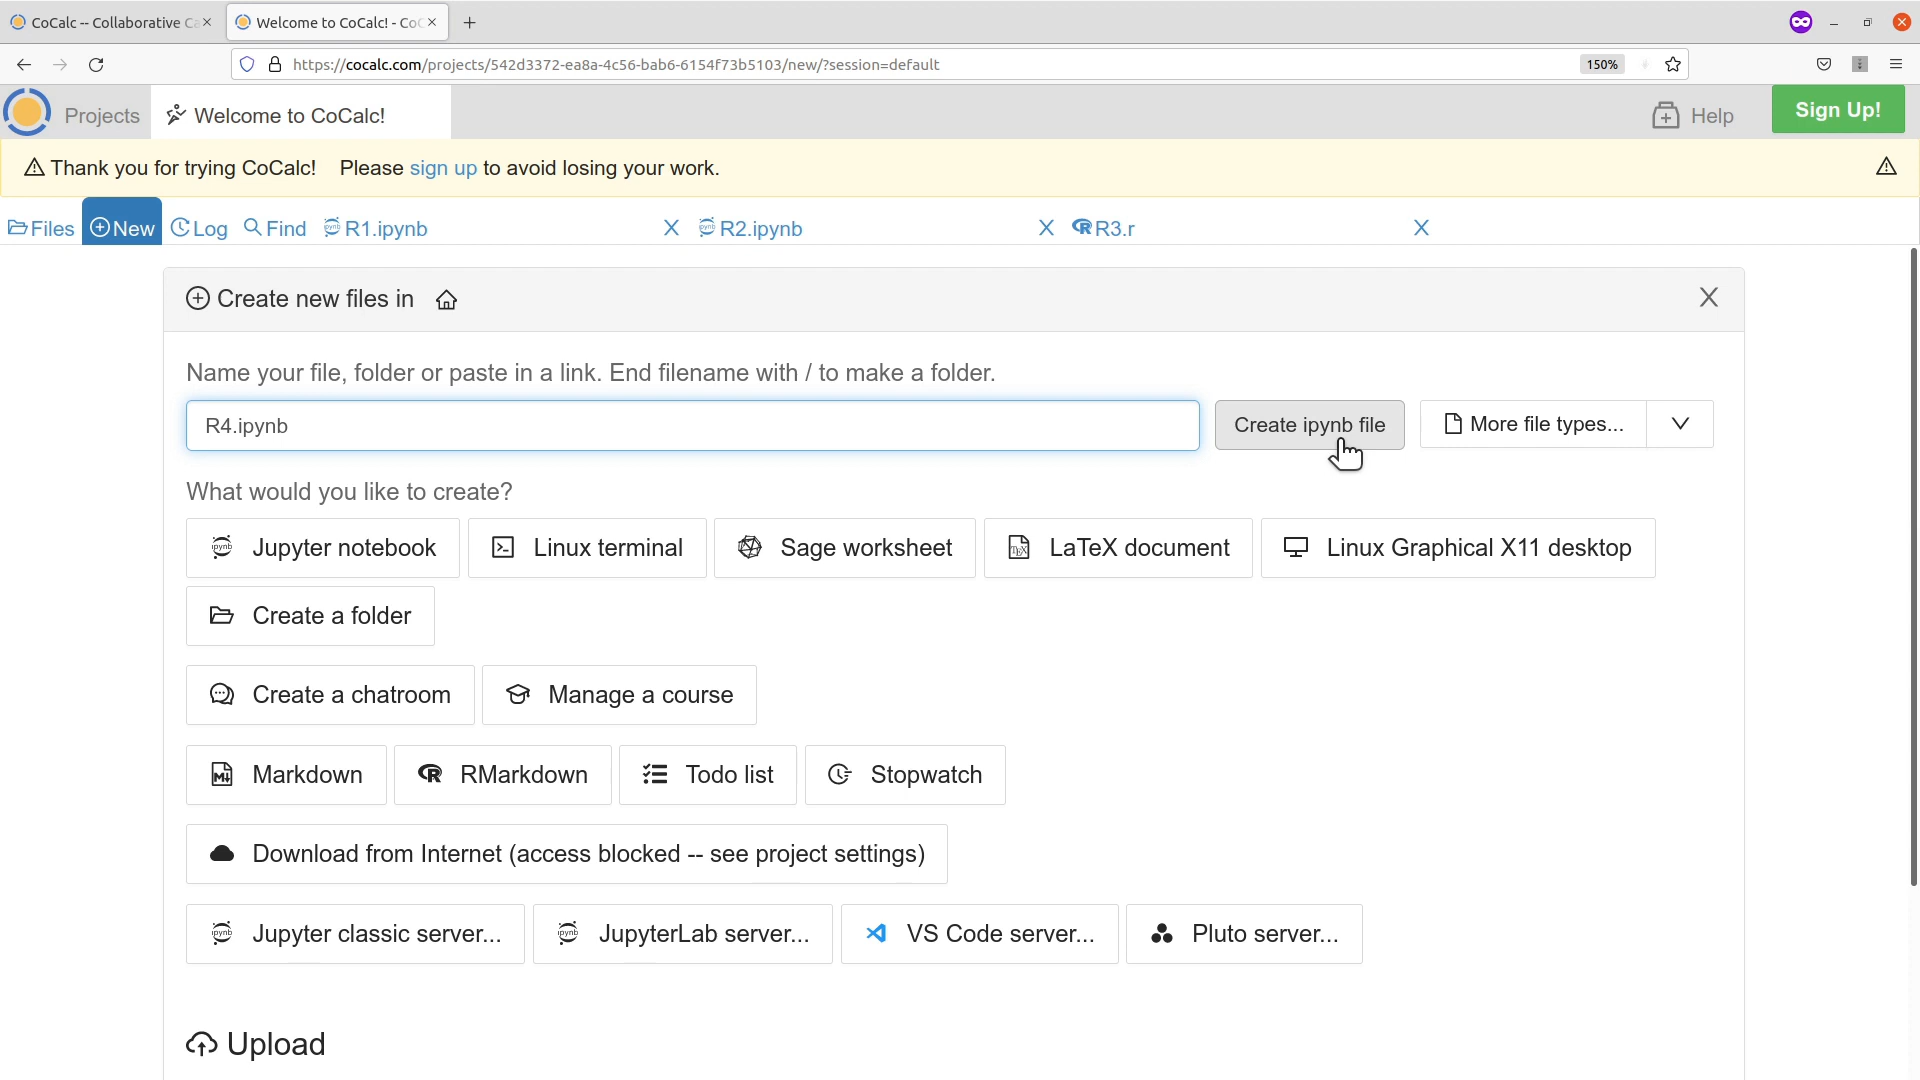 CoCalc -- Collaborative Ca
Welcome to CoCalc! - CoC
https://cocalc.com/projects/542d3372-ea8a-4c56-bab6-6154f73b5103/new/?session=default
150%
Projects
Welcome to CoCalc!
Help
Sign Up!
Thank you for trying CoCalc! Please sign up to avoid losing your work.
Files
New
Log
Find
R1.ipynb
R2.ipynb
R3.r
Create new files in
Name your file, folder or paste in a link. End filename with / to make a folder.
R4.ipynb
Create ipynb file
More file types...
What would you like to create?
Jupyter notebook
Linux terminal
Sage worksheet
LaTeX document
Linux Graphical X11 desktop
Create a folder
Create a chatroom
Manage a course
Markdown
RMarkdown
Todo list
Stopwatch
Download from Internet (access blocked -- see project settings)
Jupyter classic server...
JupyterLab server...
VS Code server...
Pluto server...
Upload